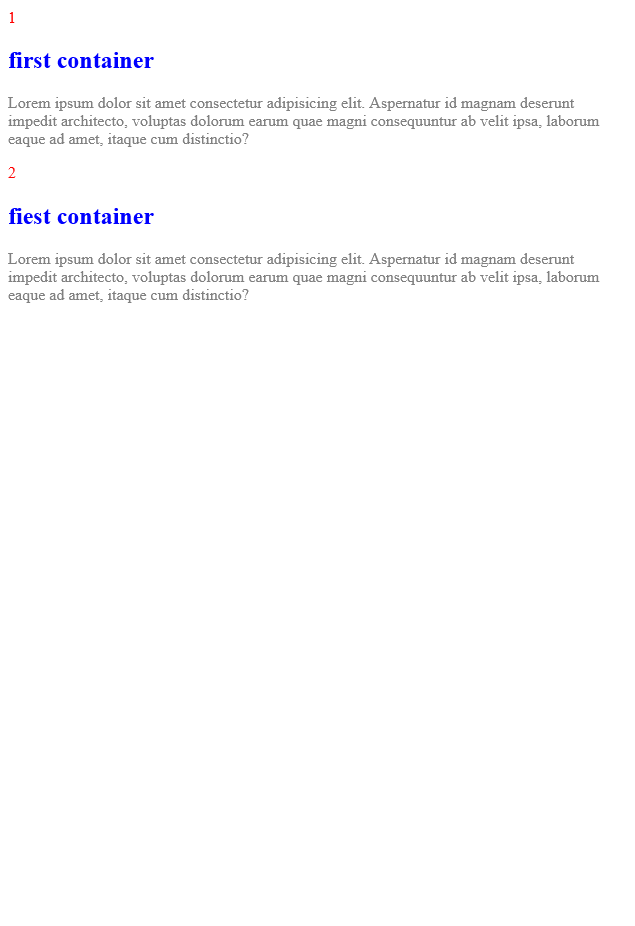 1
first container
Lorem ipsum dolor sit amet consectetur adipisicing elit. Aspernatur id magnam deserunt
impedit architecto, voluptas dolorum earum quae magni consequuntur ab velit ipsa, laborum
eaque ad amet, itaque cum distinctio?
2
fiest container
Lorem ipsum dolor sit amet consectetur adipisicing elit. Aspernatur id magnam deserunt
impedit architecto, voluptas dolorum earum quae magni consequuntur ab velit ipsa, laborum
eaque ad amet, itaque cum distinctio?